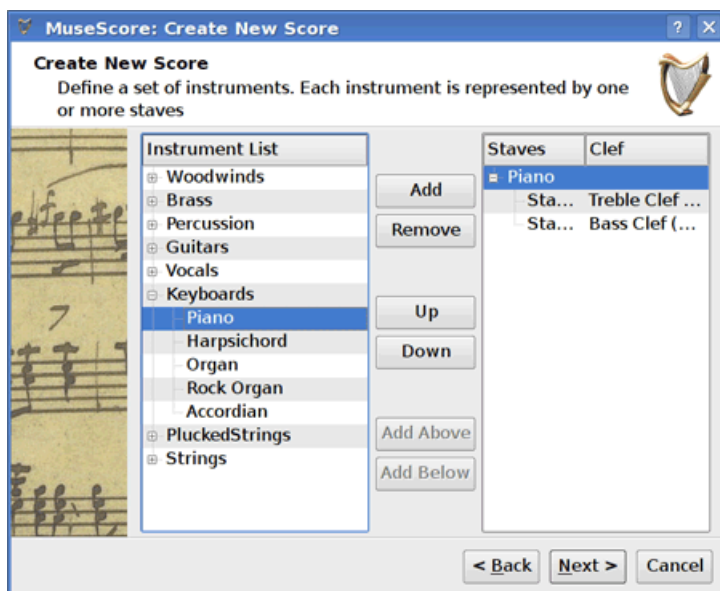 MuseScore: Create New Score
Create New Score
Define a set of instruments. Each instrument is represented by one
or more staves
Instrument List
Woodwinds
Brass
Percussion
Guitars
Vocals
Keyboards
Piano
Harpsichord
Organ
Rock Organ
Accordian
PluckedStrings
Strings
Add
Remove
Up
Down
Add Above
Add Below
Staves Clef
Piano
Sta... Treble Clef ...
Sta... Bass Clef (...
7
< Back Next > Cancel